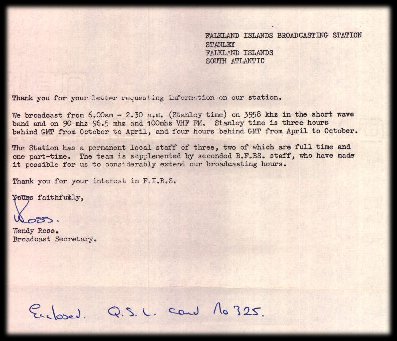 FALKLAND ISLANDS BROADCASTING STATION
STANLEY
FALKLAND ISLANDS
SOUTH ATLANTIC
Thank you for your letter requesting information on our station.
We broadcast from 6.00am - 2.30 a.m. (Stanley time) on 3958 khz in the short wave
band and on 90 mhz 96.5 mhz and 100mhz VHF FM. Stanley time is three hours
behind GMT from October to April, and four hours behind GMT from April to October.
The Station has a permanent local staff of three, two of which are full time and
one part-time. The team is supplemented by seconded B.F.BS. staff, who have made
it possible for us to considerably extend our broadcasting hours.
Thank you for your interest in F.I.B.S.
Yours faithfully,
WRoss.
Wendy Ross.
Broadcast Secretary.
Enclosed. Q.S.L. card No 325.